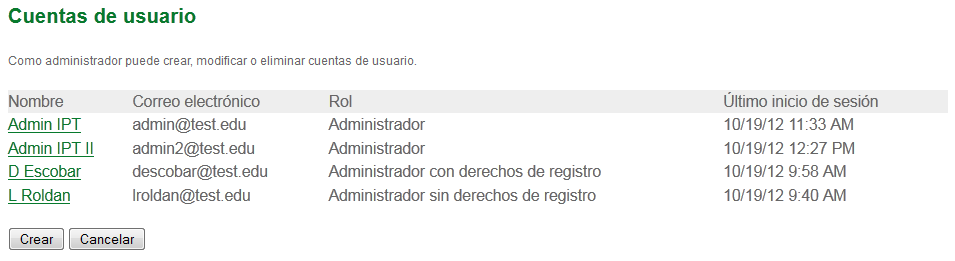 Cuentas de usuario
Como administrador puede crear, modificar o eliminar cuentas de usuario.
Nombre Correo electrónico Rol Último inicio de sesión
Admin IPT admin@test.edu Administrador 10/19/12 11:33 AM
Admin IPT II admin2@test.edu Administrador 10/19/12 12:27 PM
D Escobar descobar@test.edu Administrador con derechos de registro 10/19/12 9:58 AM
L Roldan lroldan@test.edu Administrador sin derechos de registro 10/19/12 9:40 AM
Crear Cancelar